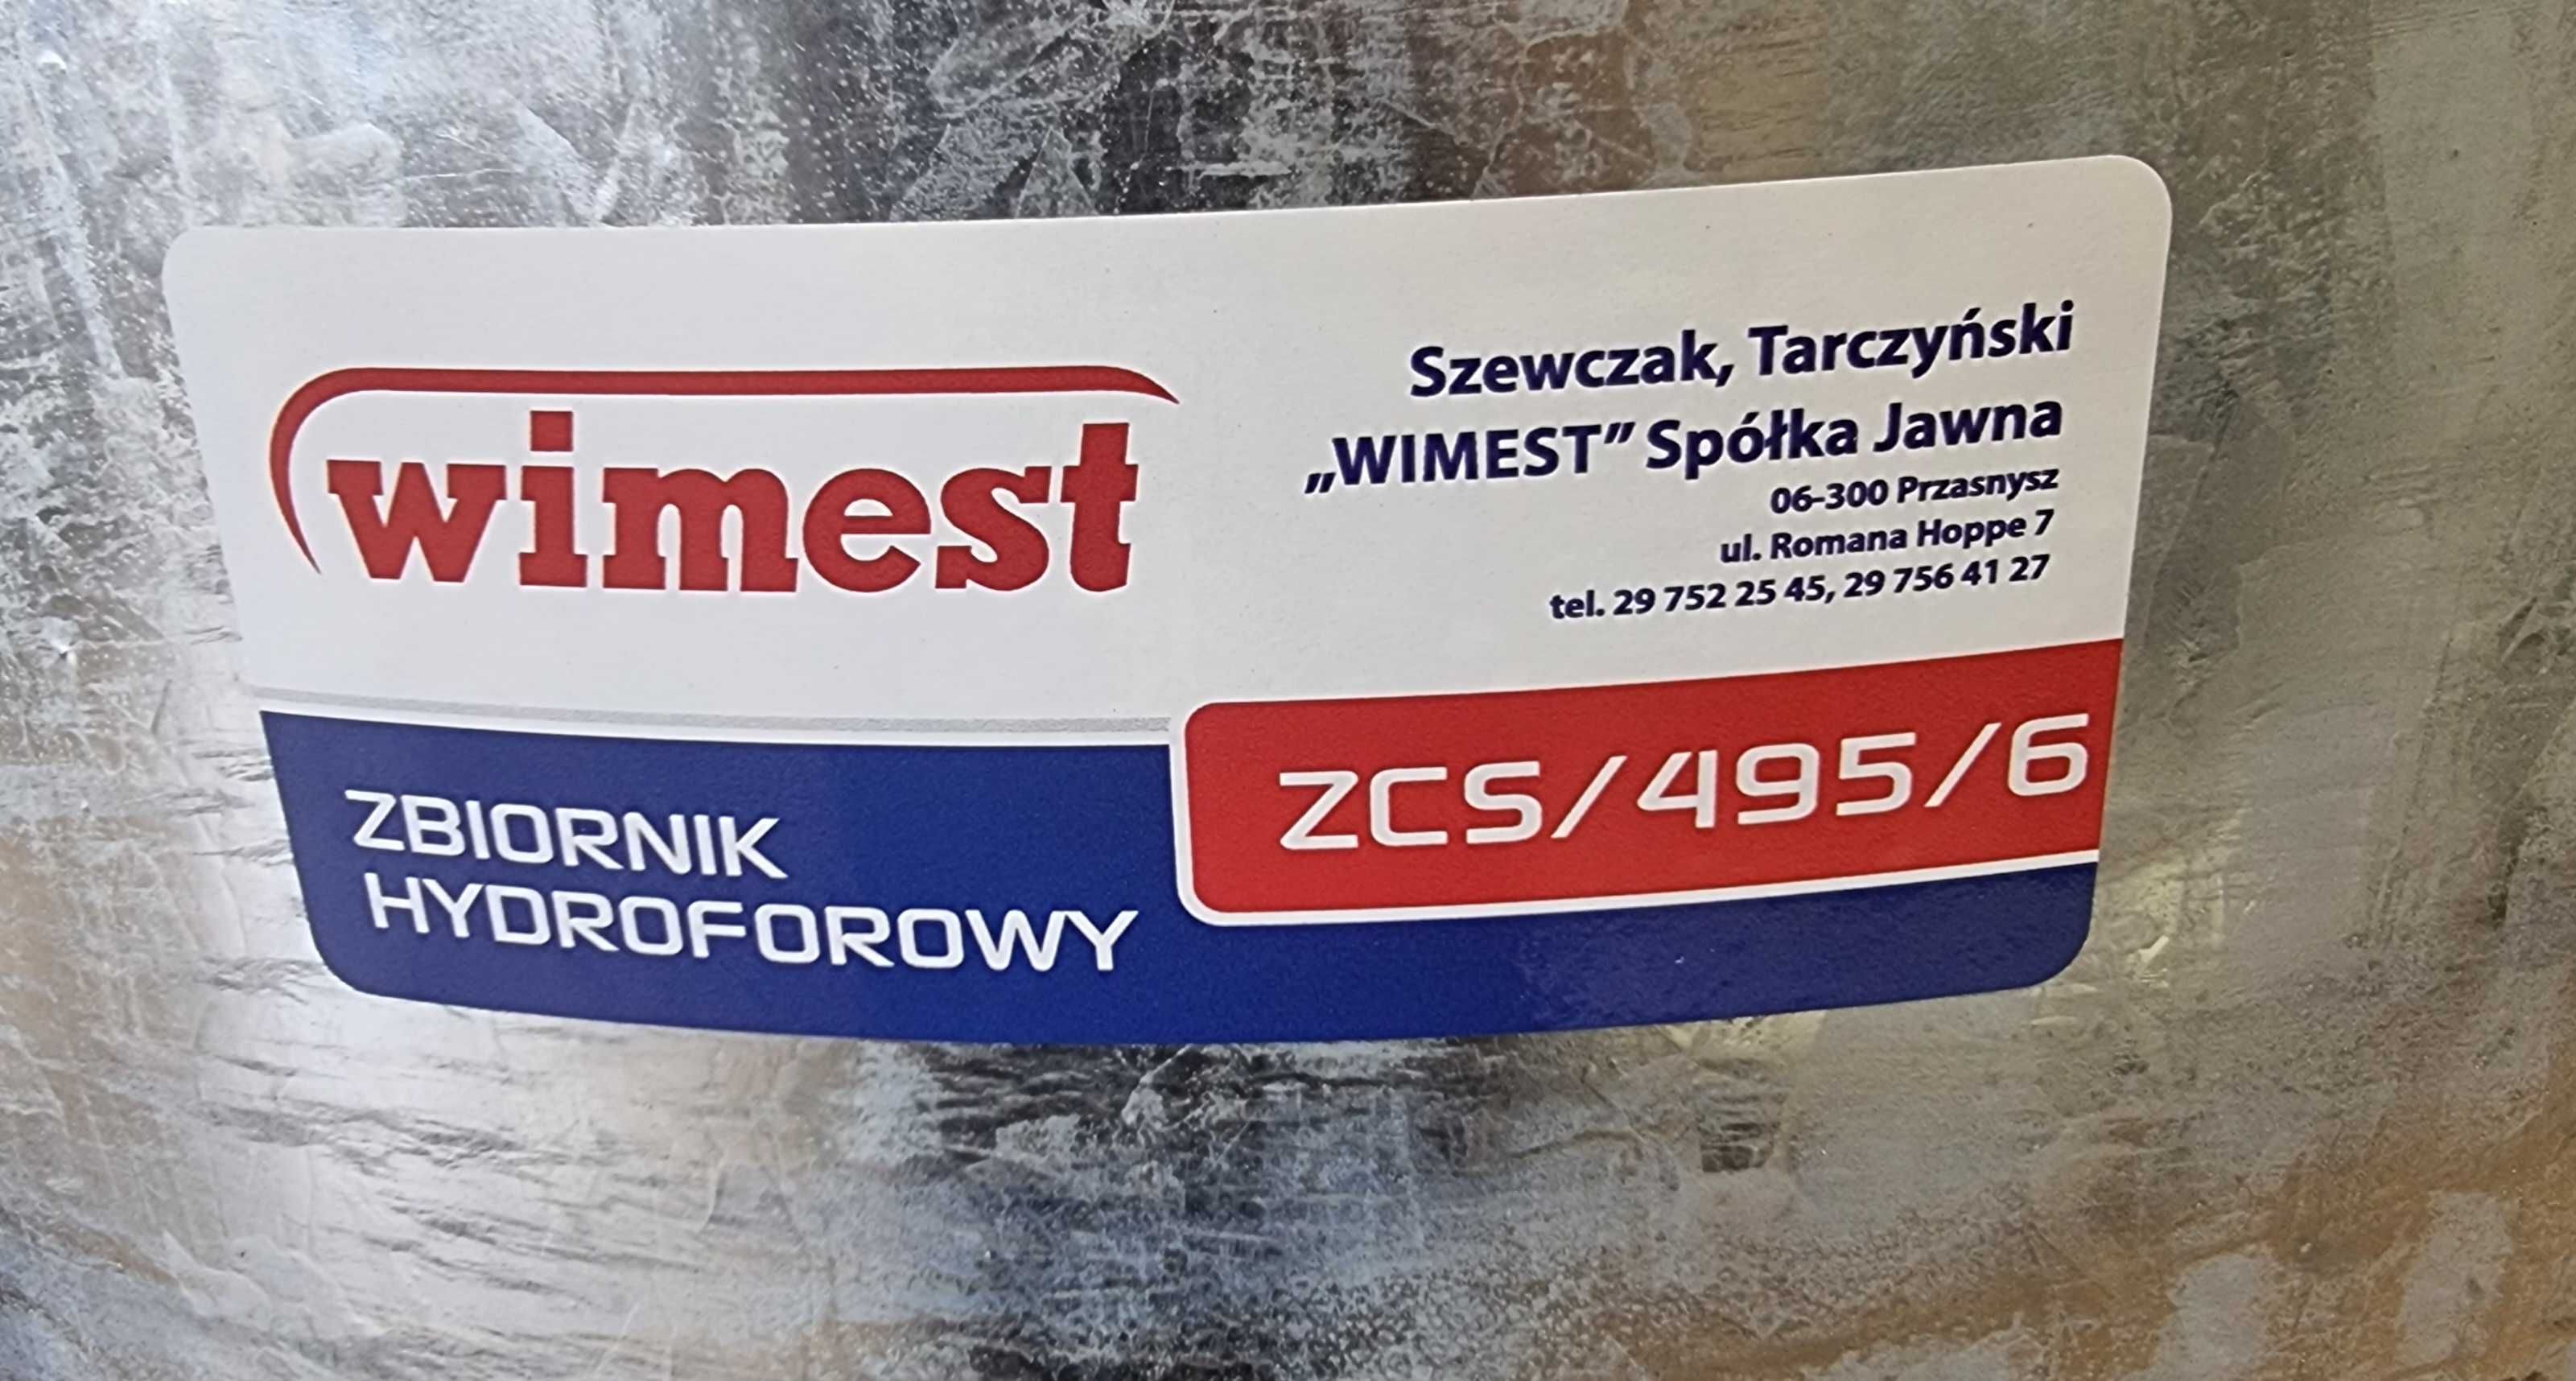 wimest
Szewczak, Tarczyński
„WIMEST” Spółka Jawna
06-300 Przasnysz
ul. Romana Hoppe 7
tel. 29 752 25 45, 29 756 41 27
ZBIORNIK
HYDROFOROWY
ZCS/495/6